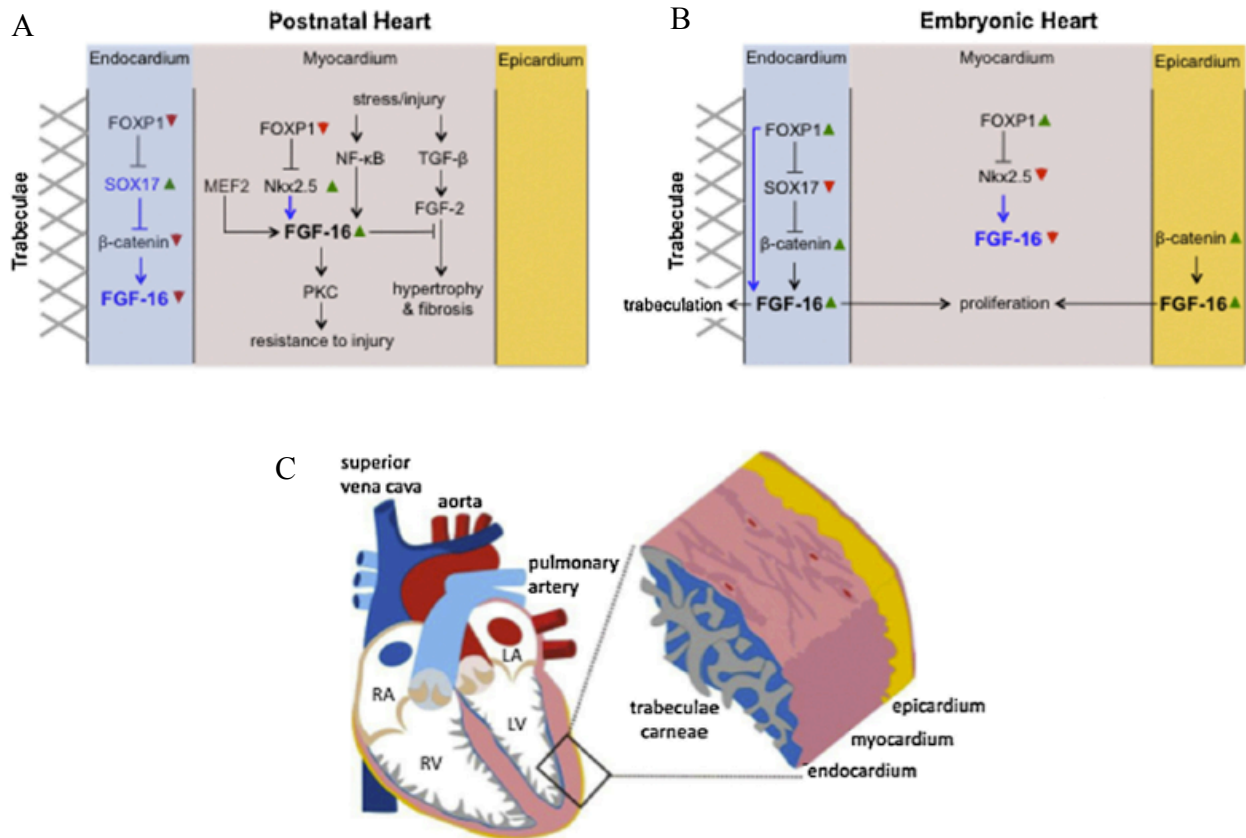 A
Postnatal Heart
Endocardium
Myocardium
Epicardium
Trabeculae
FOXP1
SOX17
β-catenin
FGF-16
stress/injury
FOXP1
NF-κB
TGF-β
MEF2
Nkx2.5
FGF-2
FGF-16
PKC
hypertrophy
& fibrosis
resistance to injury
B
Embryonic Heart
Endocardium
Myocardium
Epicardium
Trabeculae
FOXP1
SOX17
β-catenin
trabeculation
FGF-16
FOXP1
Nkx2.5
FGF-16
proliferation
β-catenin
FGF-16
C
superior
vena cava
aorta
pulmonary
artery
LA
RA
LV
RV
trabeculae
carneae
epicardium
myocardium
endocardium